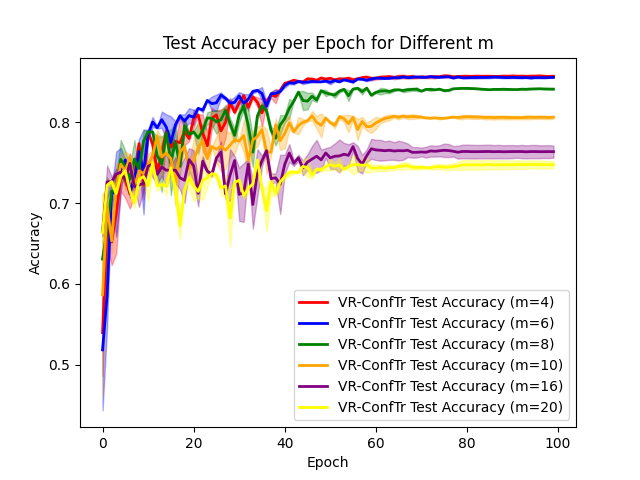 Test Accuracy per Epoch for Different m
Accuracy
0.8
0.7
0.6
0.5
0 20 40 60 80 100
Epoch
VR-ConfTr Test Accuracy (m=4)
VR-ConfTr Test Accuracy (m=6)
VR-ConfTr Test Accuracy (m=8)
VR-ConfTr Test Accuracy (m=10)
VR-ConfTr Test Accuracy (m=16)
VR-ConfTr Test Accuracy (m=20)